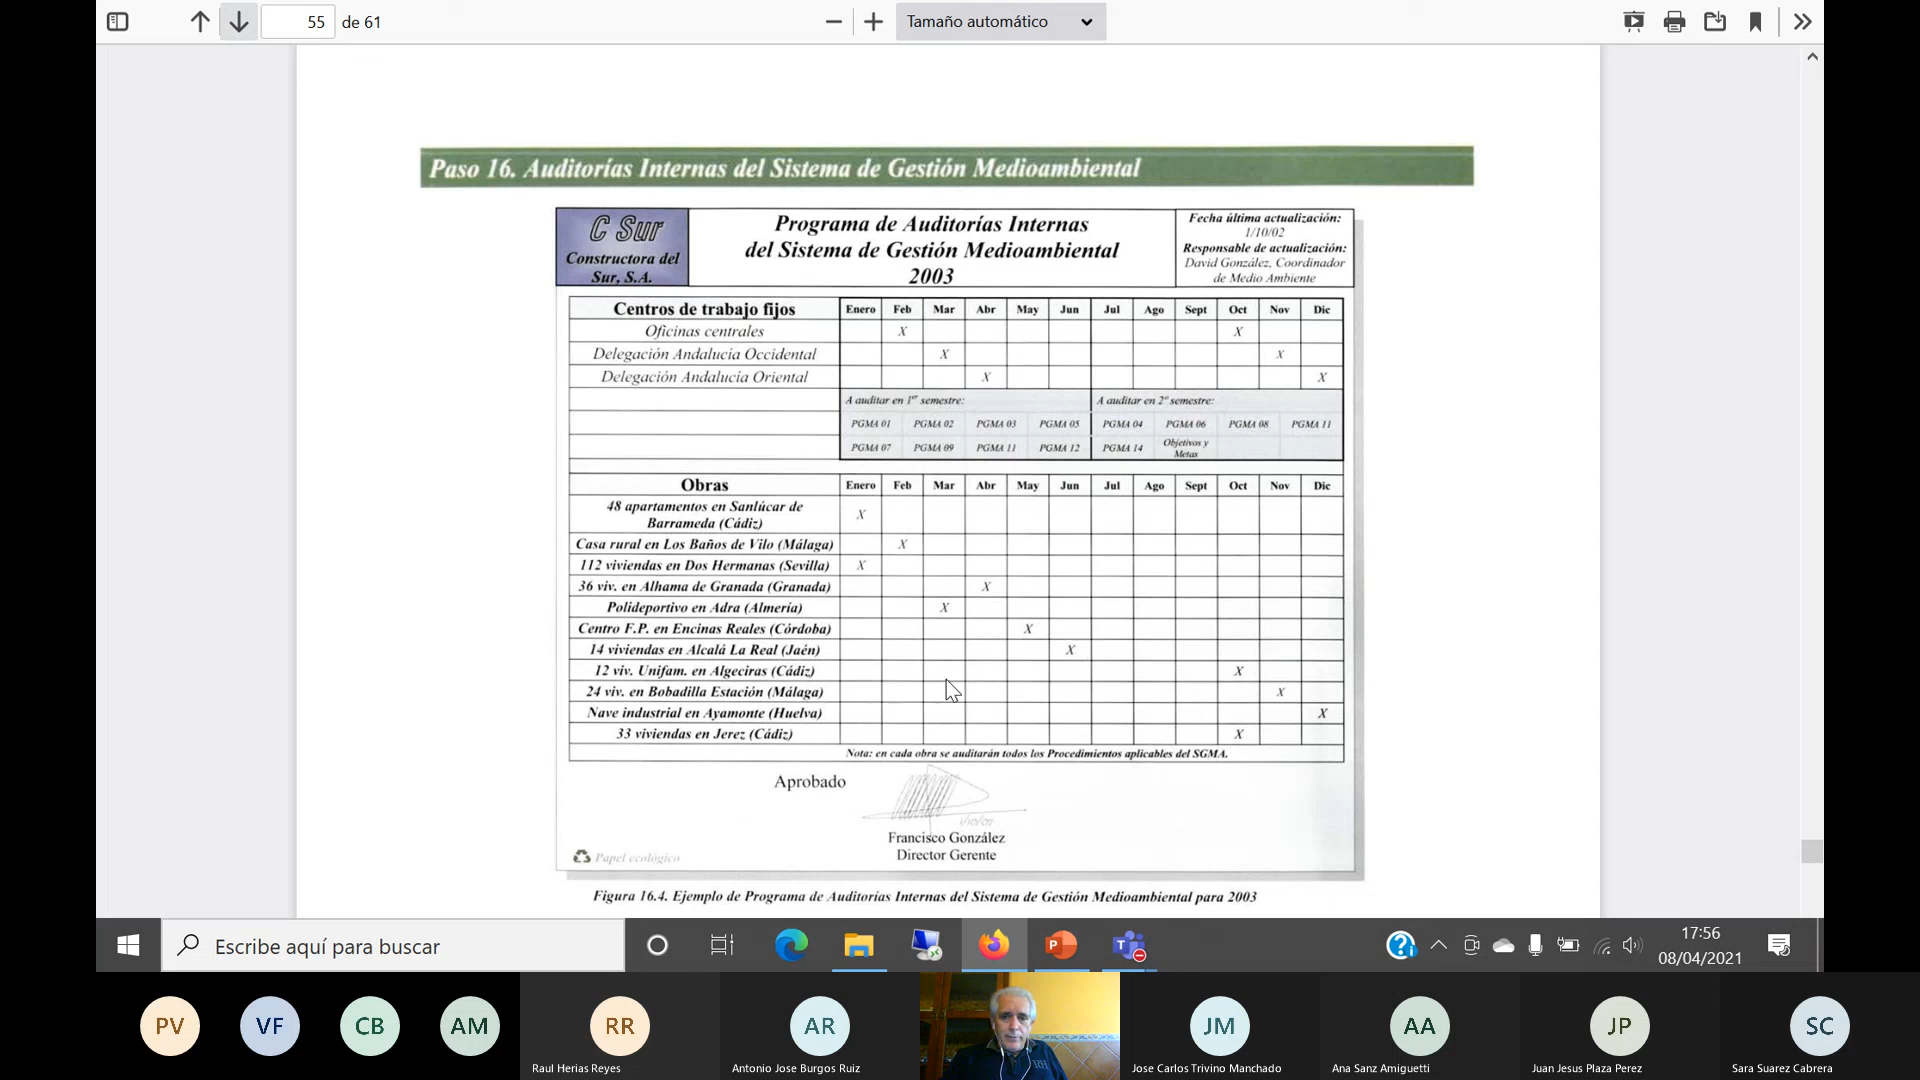 55 de 61
Tamaño automático
Paso 16. Auditorías Internas del Sistema de Gestión Medioambiental
C Sur
Constructora del
Sur, S.A.
Programa de Auditorías Internas
del Sistema de Gestión Medioambiental
2003
Fecha última actualización:
1/10/02
Responsable de actualización:
David González, Coordinador
de Medio Ambiente
Centros de trabajo fijos Enero Feb Mar Abr May Jun Jul Ago Sept Oct Nov Dic
Oficinas centrales X X
Delegación Andalucía Occidental X X
Delegación Andalucía Oriental X X
A auditar en 1er semestre: A auditar en 2º semestre:
PGMA 01 PGMA 02 PGMA 03 PGMA 05 PGMA 04 PGMA 06 PGMA 08 PGMA 11
PGMA 07 PGMA 09 PGMA 11 PGMA 12 PGMA 14 Objetivos y
Metas
Obras Enero Feb Mar Abr May Jun Jul Ago Sept Oct Nov Dic
48 apartamentos en Sanlúcar de
Barrameda (Cádiz) X
Casa rural en Los Baños de Vilo (Málaga) X
112 viviendas en Dos Hermanas (Sevilla) X
36 viv. en Alhama de Granada (Granada) X
Polideportivo en Adra (Almería) X
Centro F.P. en Encinas Reales (Córdoba) X
14 viviendas en Alcalá La Real (Jaén) X
12 viv. Unifam. en Algeciras (Cádiz) X
24 viv. en Bobadilla Estación (Málaga) X
Nave industrial en Ayamonte (Huelva) X
33 viviendas en Jerez (Cádiz) X
Nota: en cada obra se auditarán todos los Procedimientos aplicables del SGMA.
Aprobado
1/10/02
Francisco González
Director Gerente
Papel ecológico
Figura 16.4. Ejemplo de Programa de Auditorías Internas del Sistema de Gestión Medioambiental para 2003
Escribe aquí para buscar
17:56
08/04/2021
PV VF CB AM RR AR JM AA JP SC
Raul Herias Reyes Antonio Jose Burgos Ruiz Jose Carlos Trivino Manchado Ana Sanz Amiguetti Juan Jesus Plaza Perez Sara Suarez Cabrera